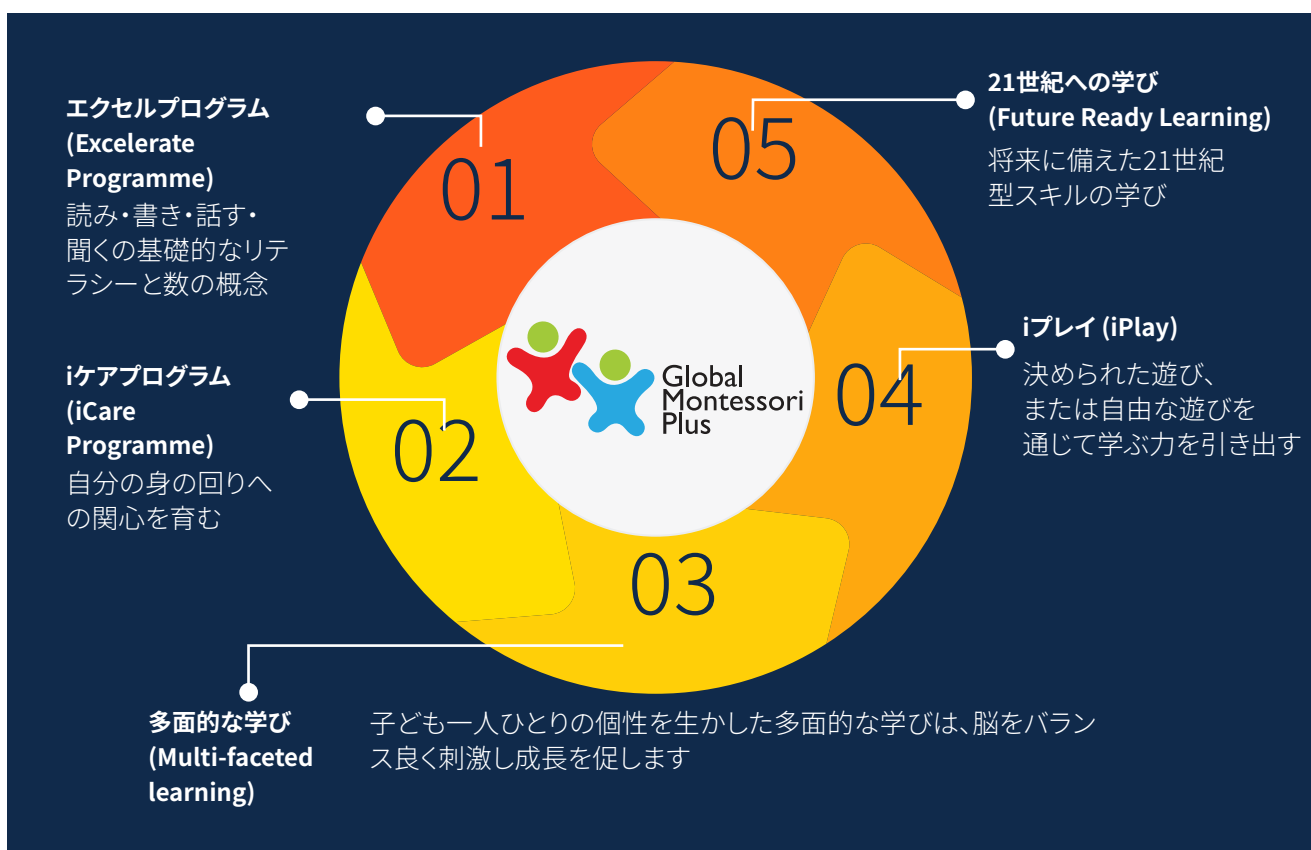 エクセルプログラム
(Excelerate
Programme)
読み・書き・話す・
聞くの基礎的なリテ
ラシーと数の概念
01
iケアプログラム
(iCare
Programme)
自分の身の回りへ
の関心を育む
02
多面的な学び
(Multi-faceted
learning)
子ども一人ひとりの個性を生かした多面的な学びは、脳をバラン
ス良く刺激し成長を促します
03
iプレイ (iPlay)
決められた遊び、
または自由な遊びを
通じて学ぶ力を引き出す
04
21世紀への学び
(Future Ready Learning)
将来に備えた21世紀
型スキルの学び
05
Global
Montessori
Plus